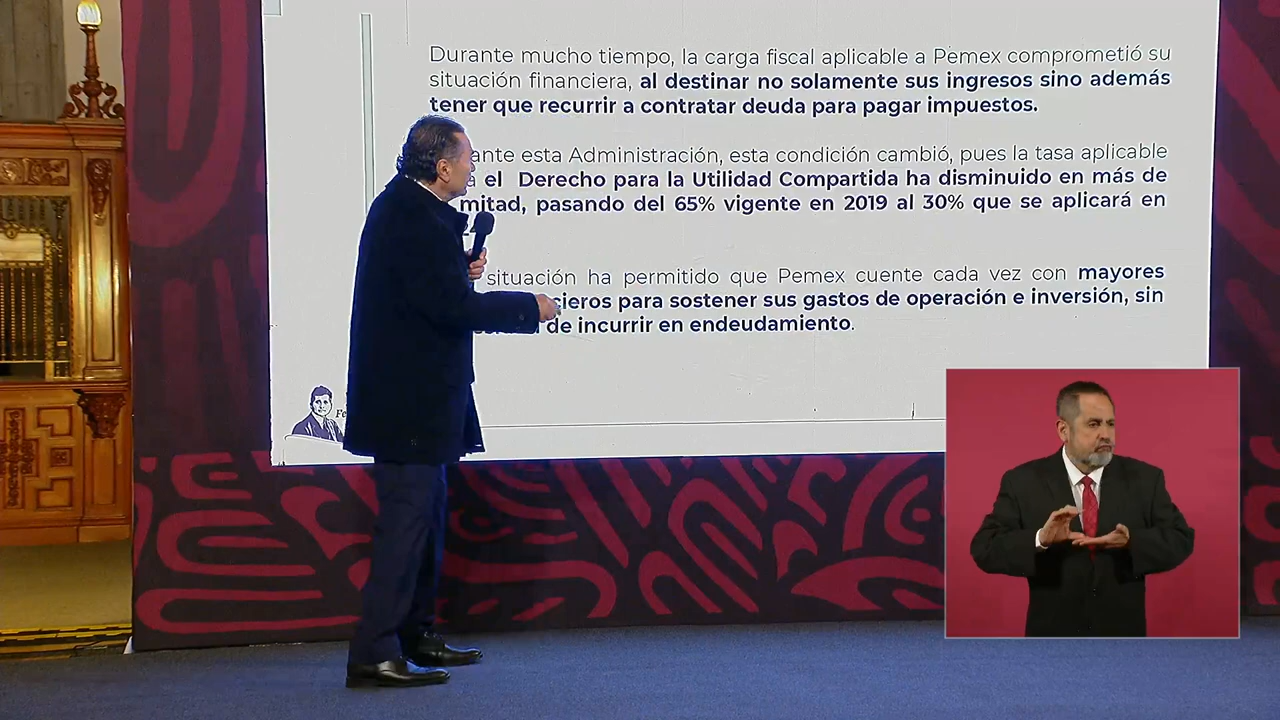 Durante mucho tiempo, la carga fiscal aplicable a Pemex comprometió su
situación financiera, al destinar no solamente sus ingresos sino además
tener que recurrir a contratar deuda para pagar impuestos.
esta Administración, esta condición cambió, pues la tasa aplicable
el Derecho para la Utilidad Compartida ha disminuido en más de
mitad, pasando del 65% vigente en 2019 al 30% que se aplicará en
situación ha permitido que Pemex cuente cada vez con mayores
para sostener sus gastos de operación e inversión, sin
de incurrir en endeudamiento.